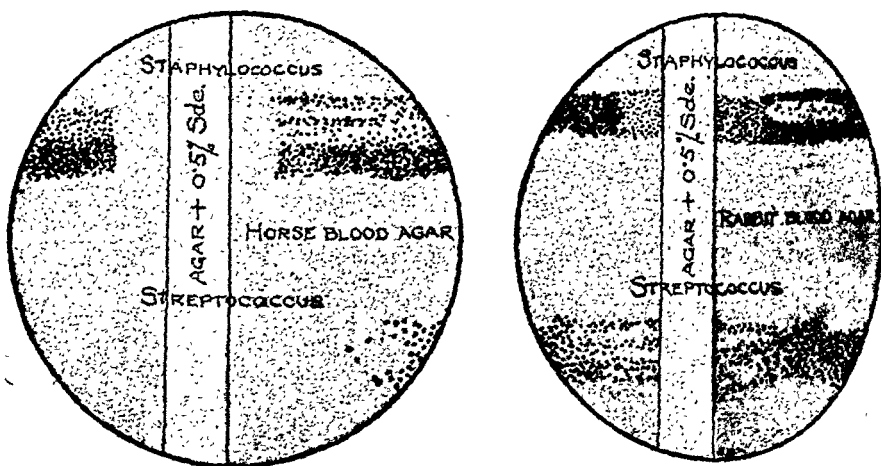 STAPHYLOCOCCUS
AGAR + 0·5% Sde.
HORSE BLOOD AGAR
STREPTOCOCCUS
STAPHYLOCOCCUS
AGAR + 0·5% Sde.
RABBIT BLOOD AGAR
STREPTOCOCCUS